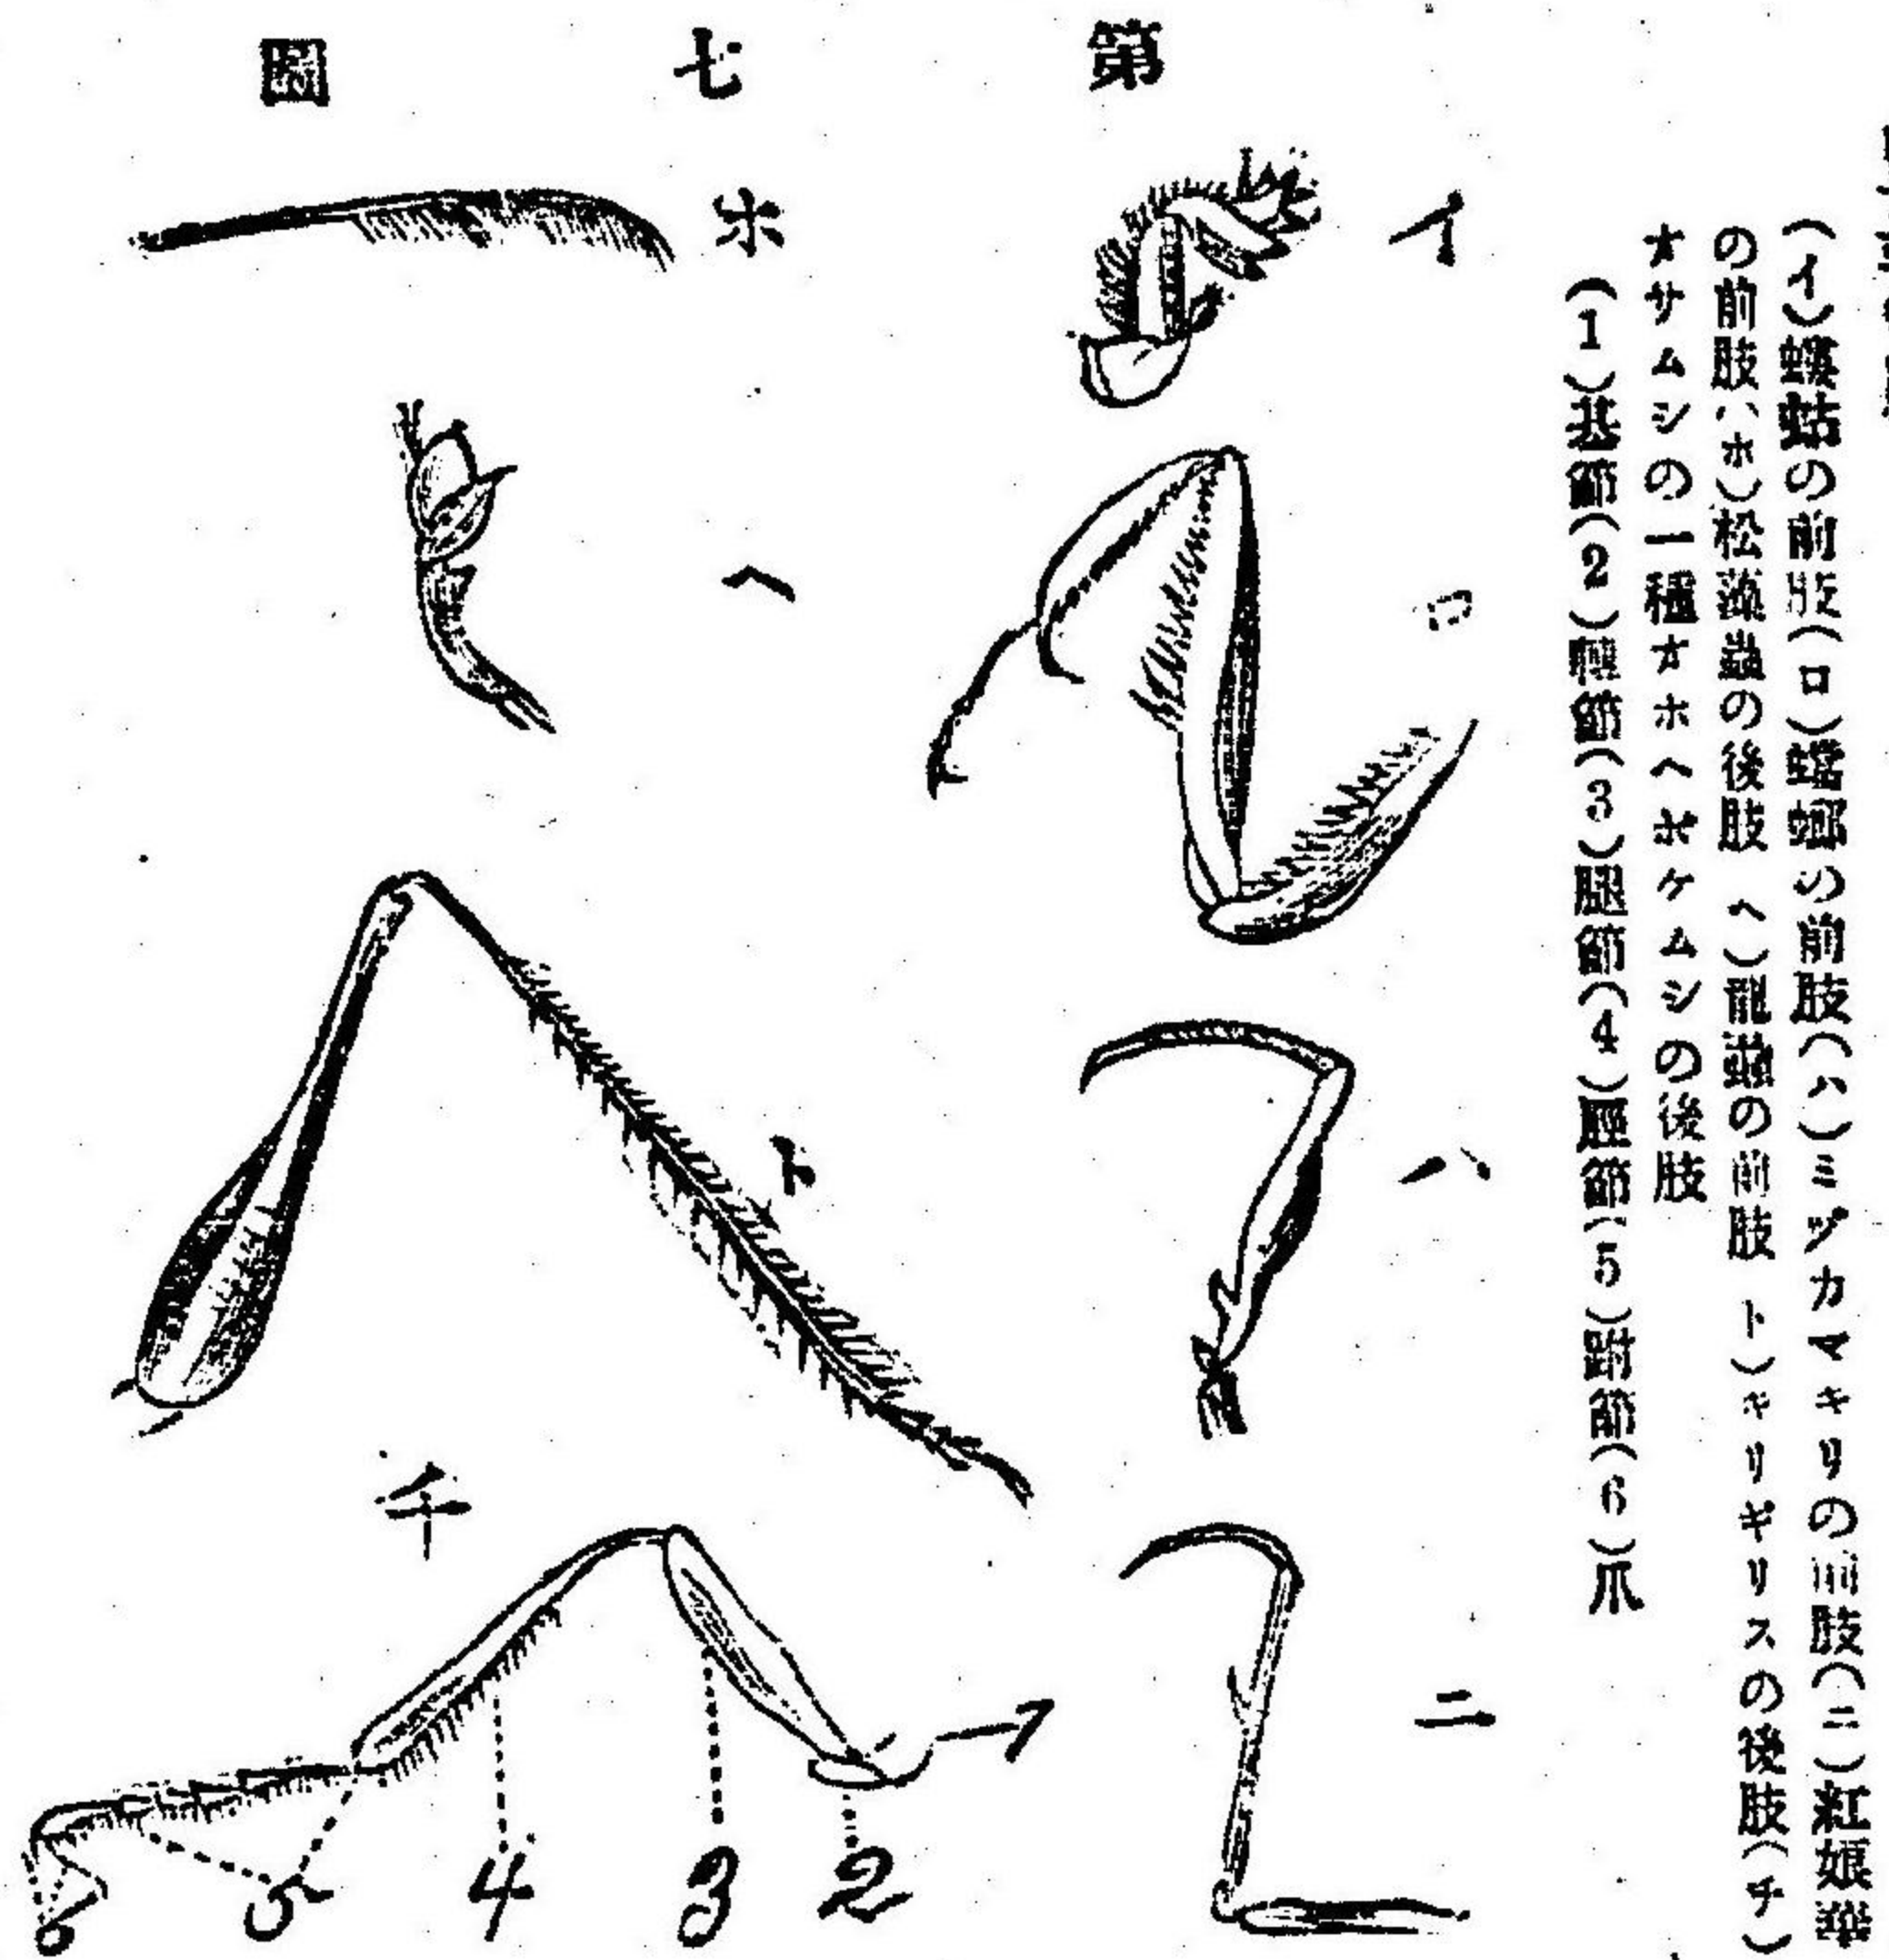 第七圖
(イ)螻蛄の前肢(ロ)蟷螂の前肢(ハ)ミヅカマキリの前肢(ニ)紅娘華
の前肢(ホ)松藻蟲の後肢 ヘ)龍蝨の前肢 ト)キリギリスの後肢(チ)
オサムシの一種オホヘボケムシの後肢
(1)基節(2)轉節(3)腿節(4)脛節(5)跗節(6)爪
イ
ロ
ハ
ニ
ホ
ヘ
ト
チ
1
2
3
4
5
6